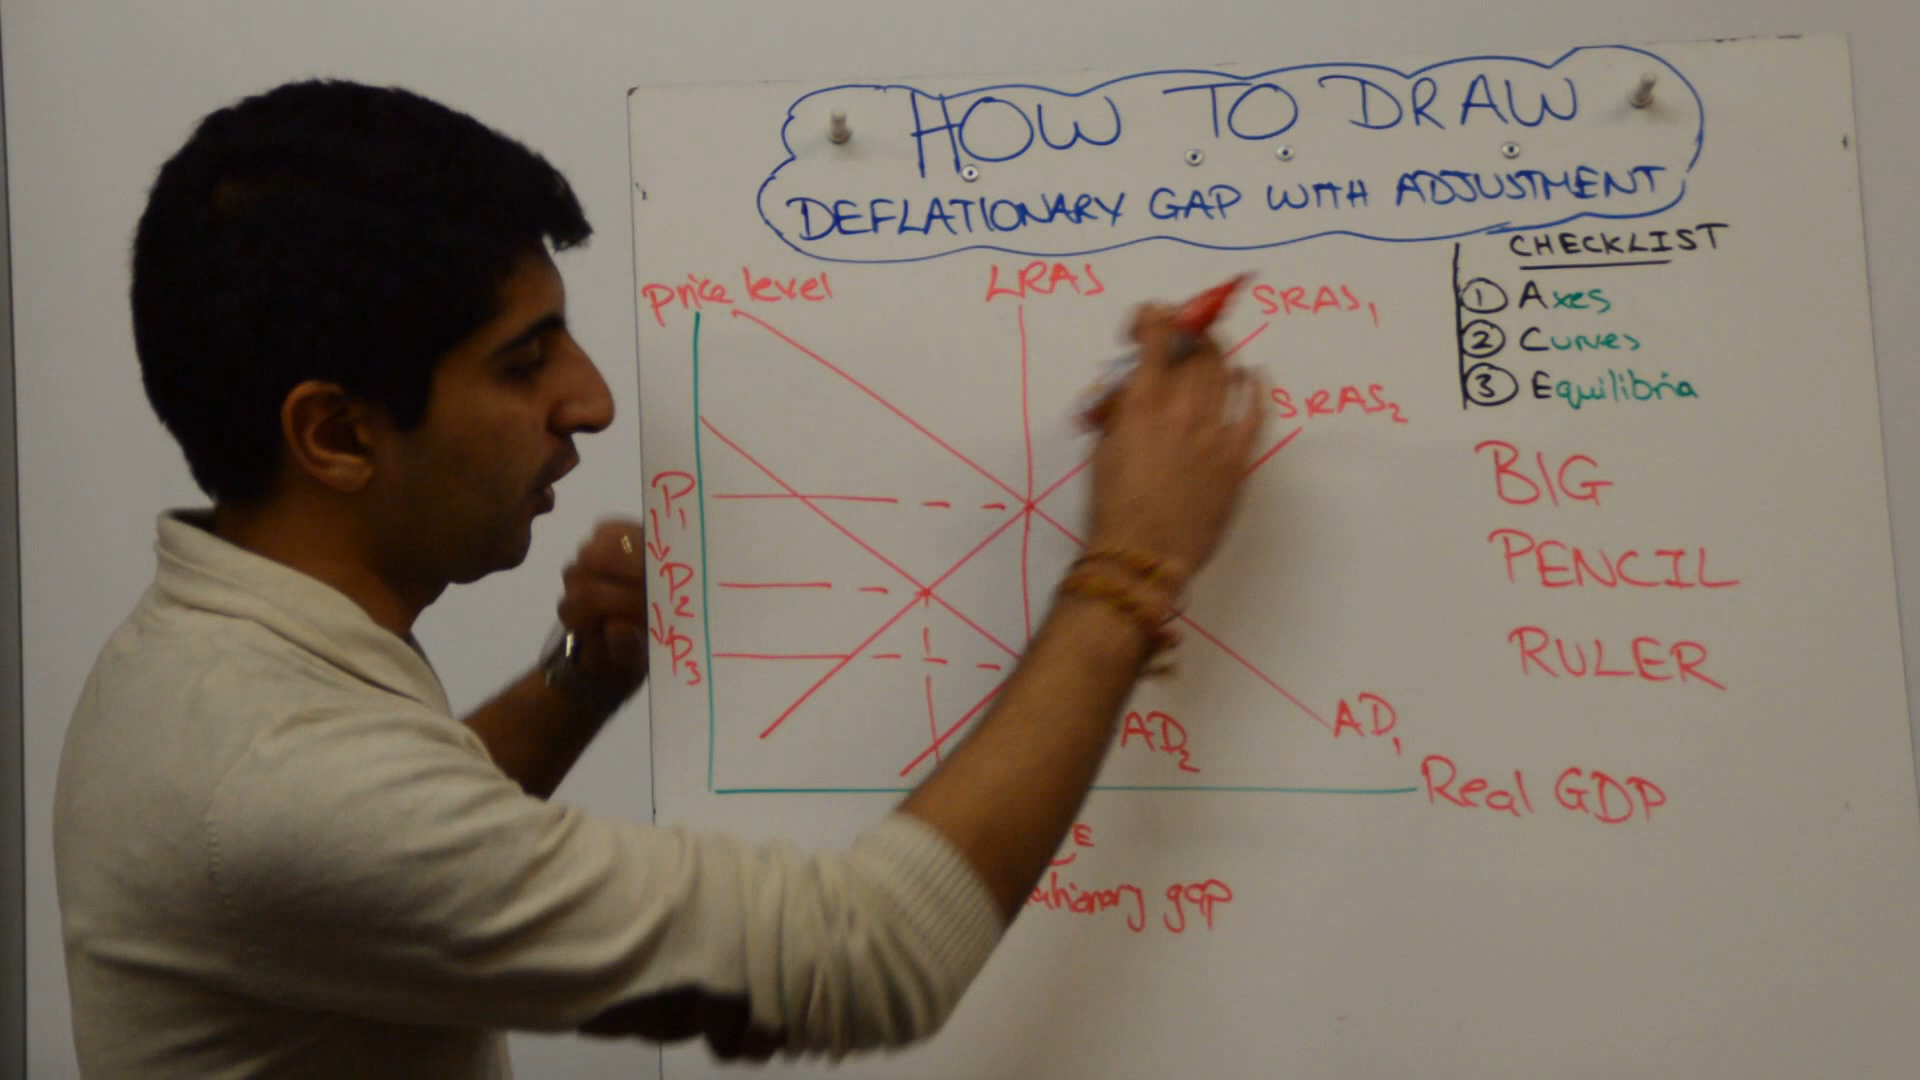 HOW TO DRAW
DEFLATIONARY GAP WITH ADJUSTMENT
CHECKLIST
1 Axes
2 Curves
3 Equilibria
BIG
PENCIL
RULER
price level
LRAS
SRAS1
SRAS2
P1
P2
P3
AD2
AD1
Real GDP
E
gap